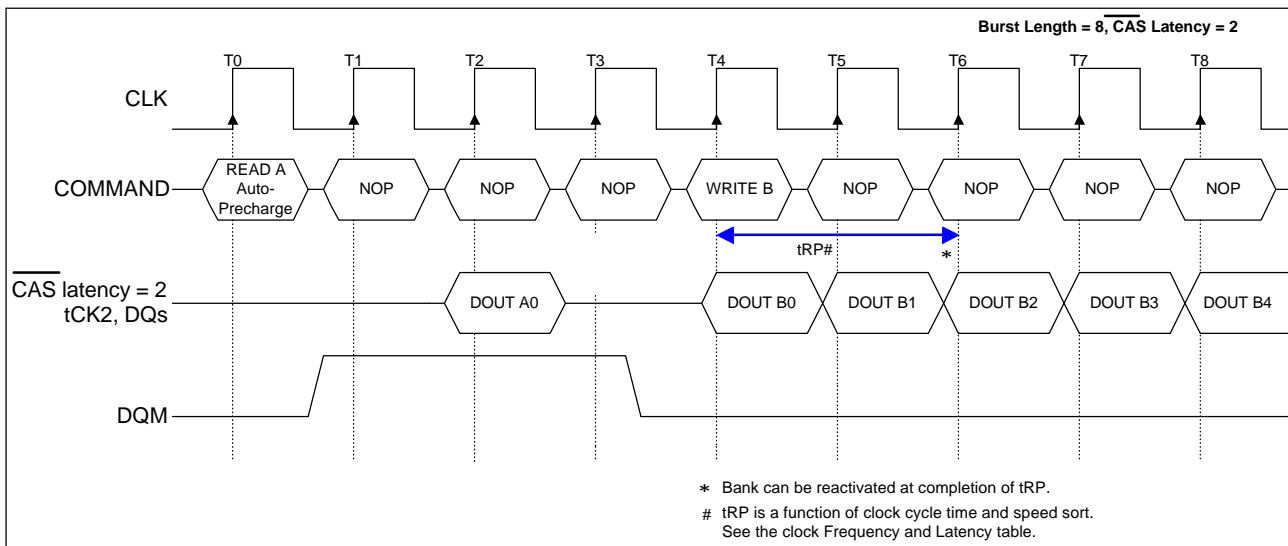 Burst Length = 8, CAS Latency = 2
T0 T1 T2 T3 T4 T5 T6 T7 T8
CLK
COMMAND
READ A
Auto-
Precharge
NOP NOP NOP WRITE B NOP NOP NOP NOP
tRP#
*
CAS latency = 2
tCK2, DQs
DOUT A0 DOUT B0 DOUT B1 DOUT B2 DOUT B3 DOUT B4
DQM
* Bank can be reactivated at completion of tRP.
# tRP is a function of clock cycle time and speed sort.
See the clock Frequency and Latency table.